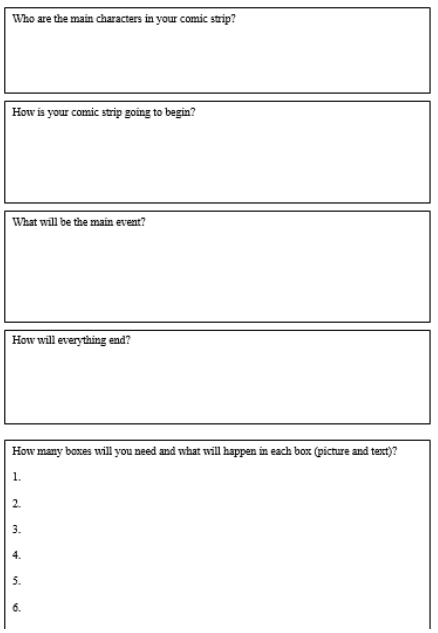 Who are the main characters in your comic strip?
How is your comic strip going to begin?
What will be the main event?
How will everything end?
How many boxes will you need and what will happen in each box (picture and text)?
1.
2.
3.
4.
5.
6.